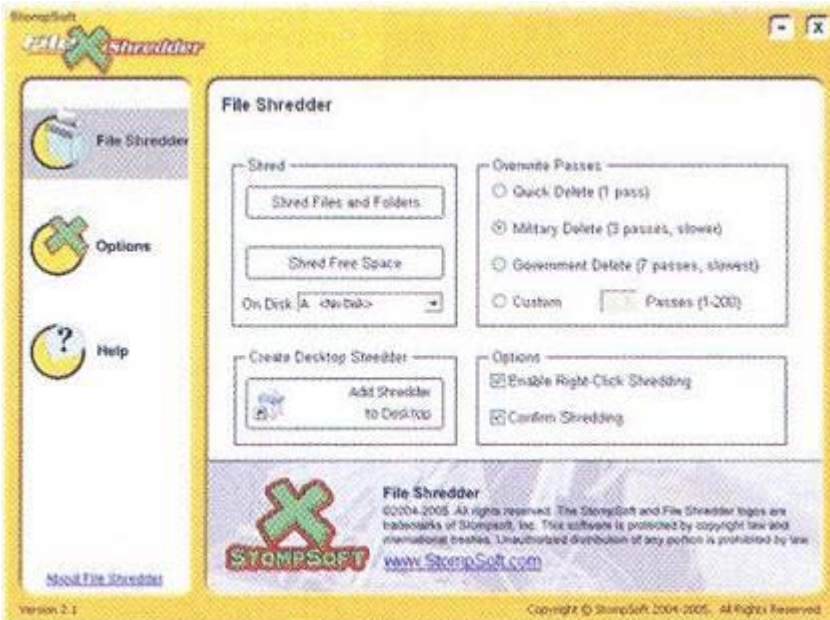 StompSoft
File X Shredder
- X
File Shredder
Options
Help
About File Shredder
File Shredder
Shred
Shred Files and Folders
Shred Free Space
On Disk A <No Disk>
Overwrite Passes
Quick Delete (1 pass)
Military Delete (3 passes, slower)
Government Delete (7 passes, slowest)
Custom Passes (1-200)
Create Desktop Shredder
Add Shredder
to Desktop
Options
Enable Right-Click Shredding
Confirm Shredding
STOMPSOFT
File Shredder
©2004-2005. All rights reserved. The StompSoft and File Shredder logos are
trademarks of Stompsoft, Inc. This software is protected by copyright law and
international treaties. Unauthorized distribution of any portion is prohibited by law
www.StompSoft.com
Version 2.1
Copyright © StompSoft 2004-2005. All Rights Reserved